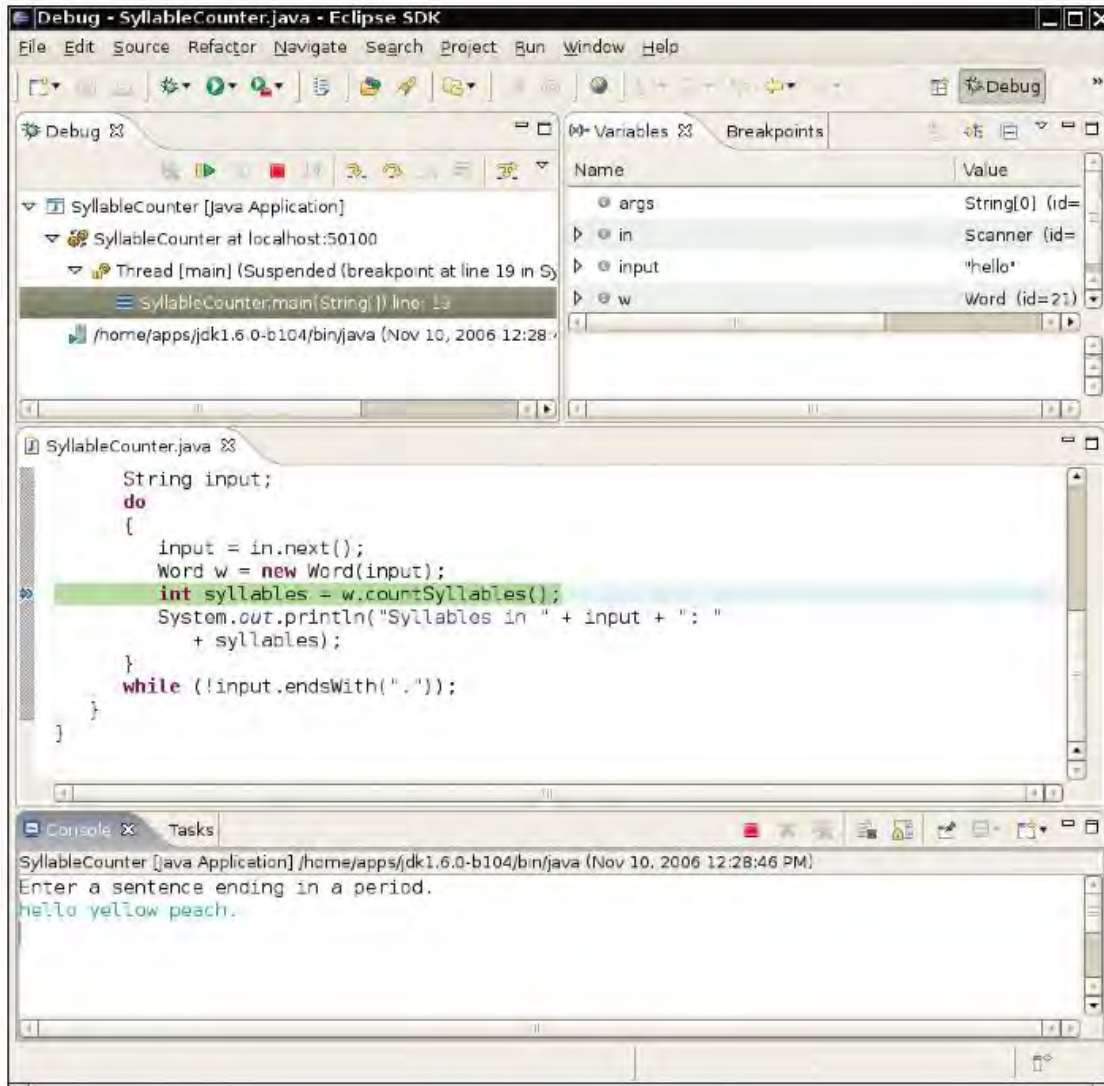 Debug - SyllableCounter.java - Eclipse SDK
File Edit Source Refactor Navigate Search Project Run Window Help
Debug
Debug
Variables Breakpoints
Name Value
SyllableCounter [Java Application]
SyllableCounter at localhost:50100
Thread [main] (Suspended (breakpoint at line 19 in Sy
SyllableCounter.main(String[]) line: 19
/home/apps/jdk1.6.0-b104/bin/java (Nov 10, 2006 12:28:4
args String[0] (id=
in Scanner (id=
input "hello"
w Word (id=21)
SyllableCounter.java
String input;
do
{
input = in.next();
Word w = new Word(input);
int syllables = w.countSyllables();
System.out.println("Syllables in " + input + ": "
+ syllables);
}
while (!input.endsWith("."));
}
}
Console Tasks
SyllableCounter [Java Application] /home/apps/jdk1.6.0-b104/bin/java (Nov 10, 2006 12:28:46 PM)
Enter a sentence ending in a period.
hello yellow peach.